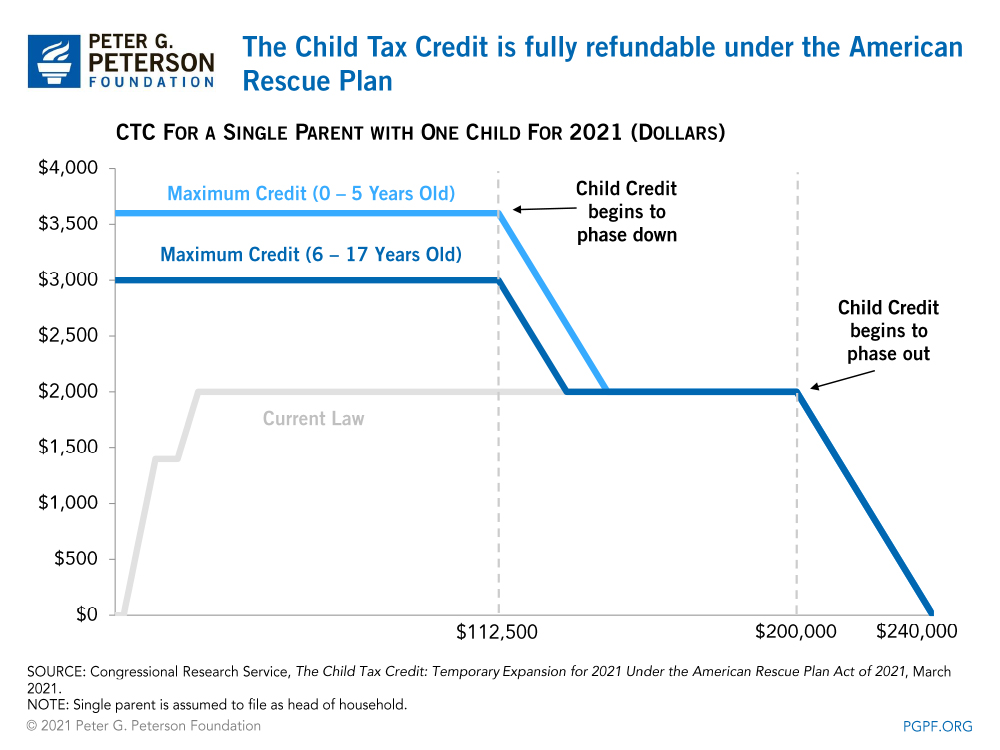 PETER G.
PETERSON
FOUNDATION
The Child Tax Credit is fully refundable under the American
Rescue Plan
CTC FOR A SINGLE PARENT WITH ONE CHILD FOR 2021 (DOLLARS)
$4,000
$3,500
$3,000
$2,500
$2,000
$1,500
$1,000
$500
$0
Maximum Credit (0 – 5 Years Old)
Maximum Credit (6 – 17 Years Old)
Current Law
Child Credit
begins to
phase down
Child Credit
begins to
phase out
$112,500
$200,000
$240,000
SOURCE: Congressional Research Service, The Child Tax Credit: Temporary Expansion for 2021 Under the American Rescue Plan Act of 2021, March
2021.
NOTE: Single parent is assumed to file as head of household.
© 2021 Peter G. Peterson Foundation
PGPF.ORG